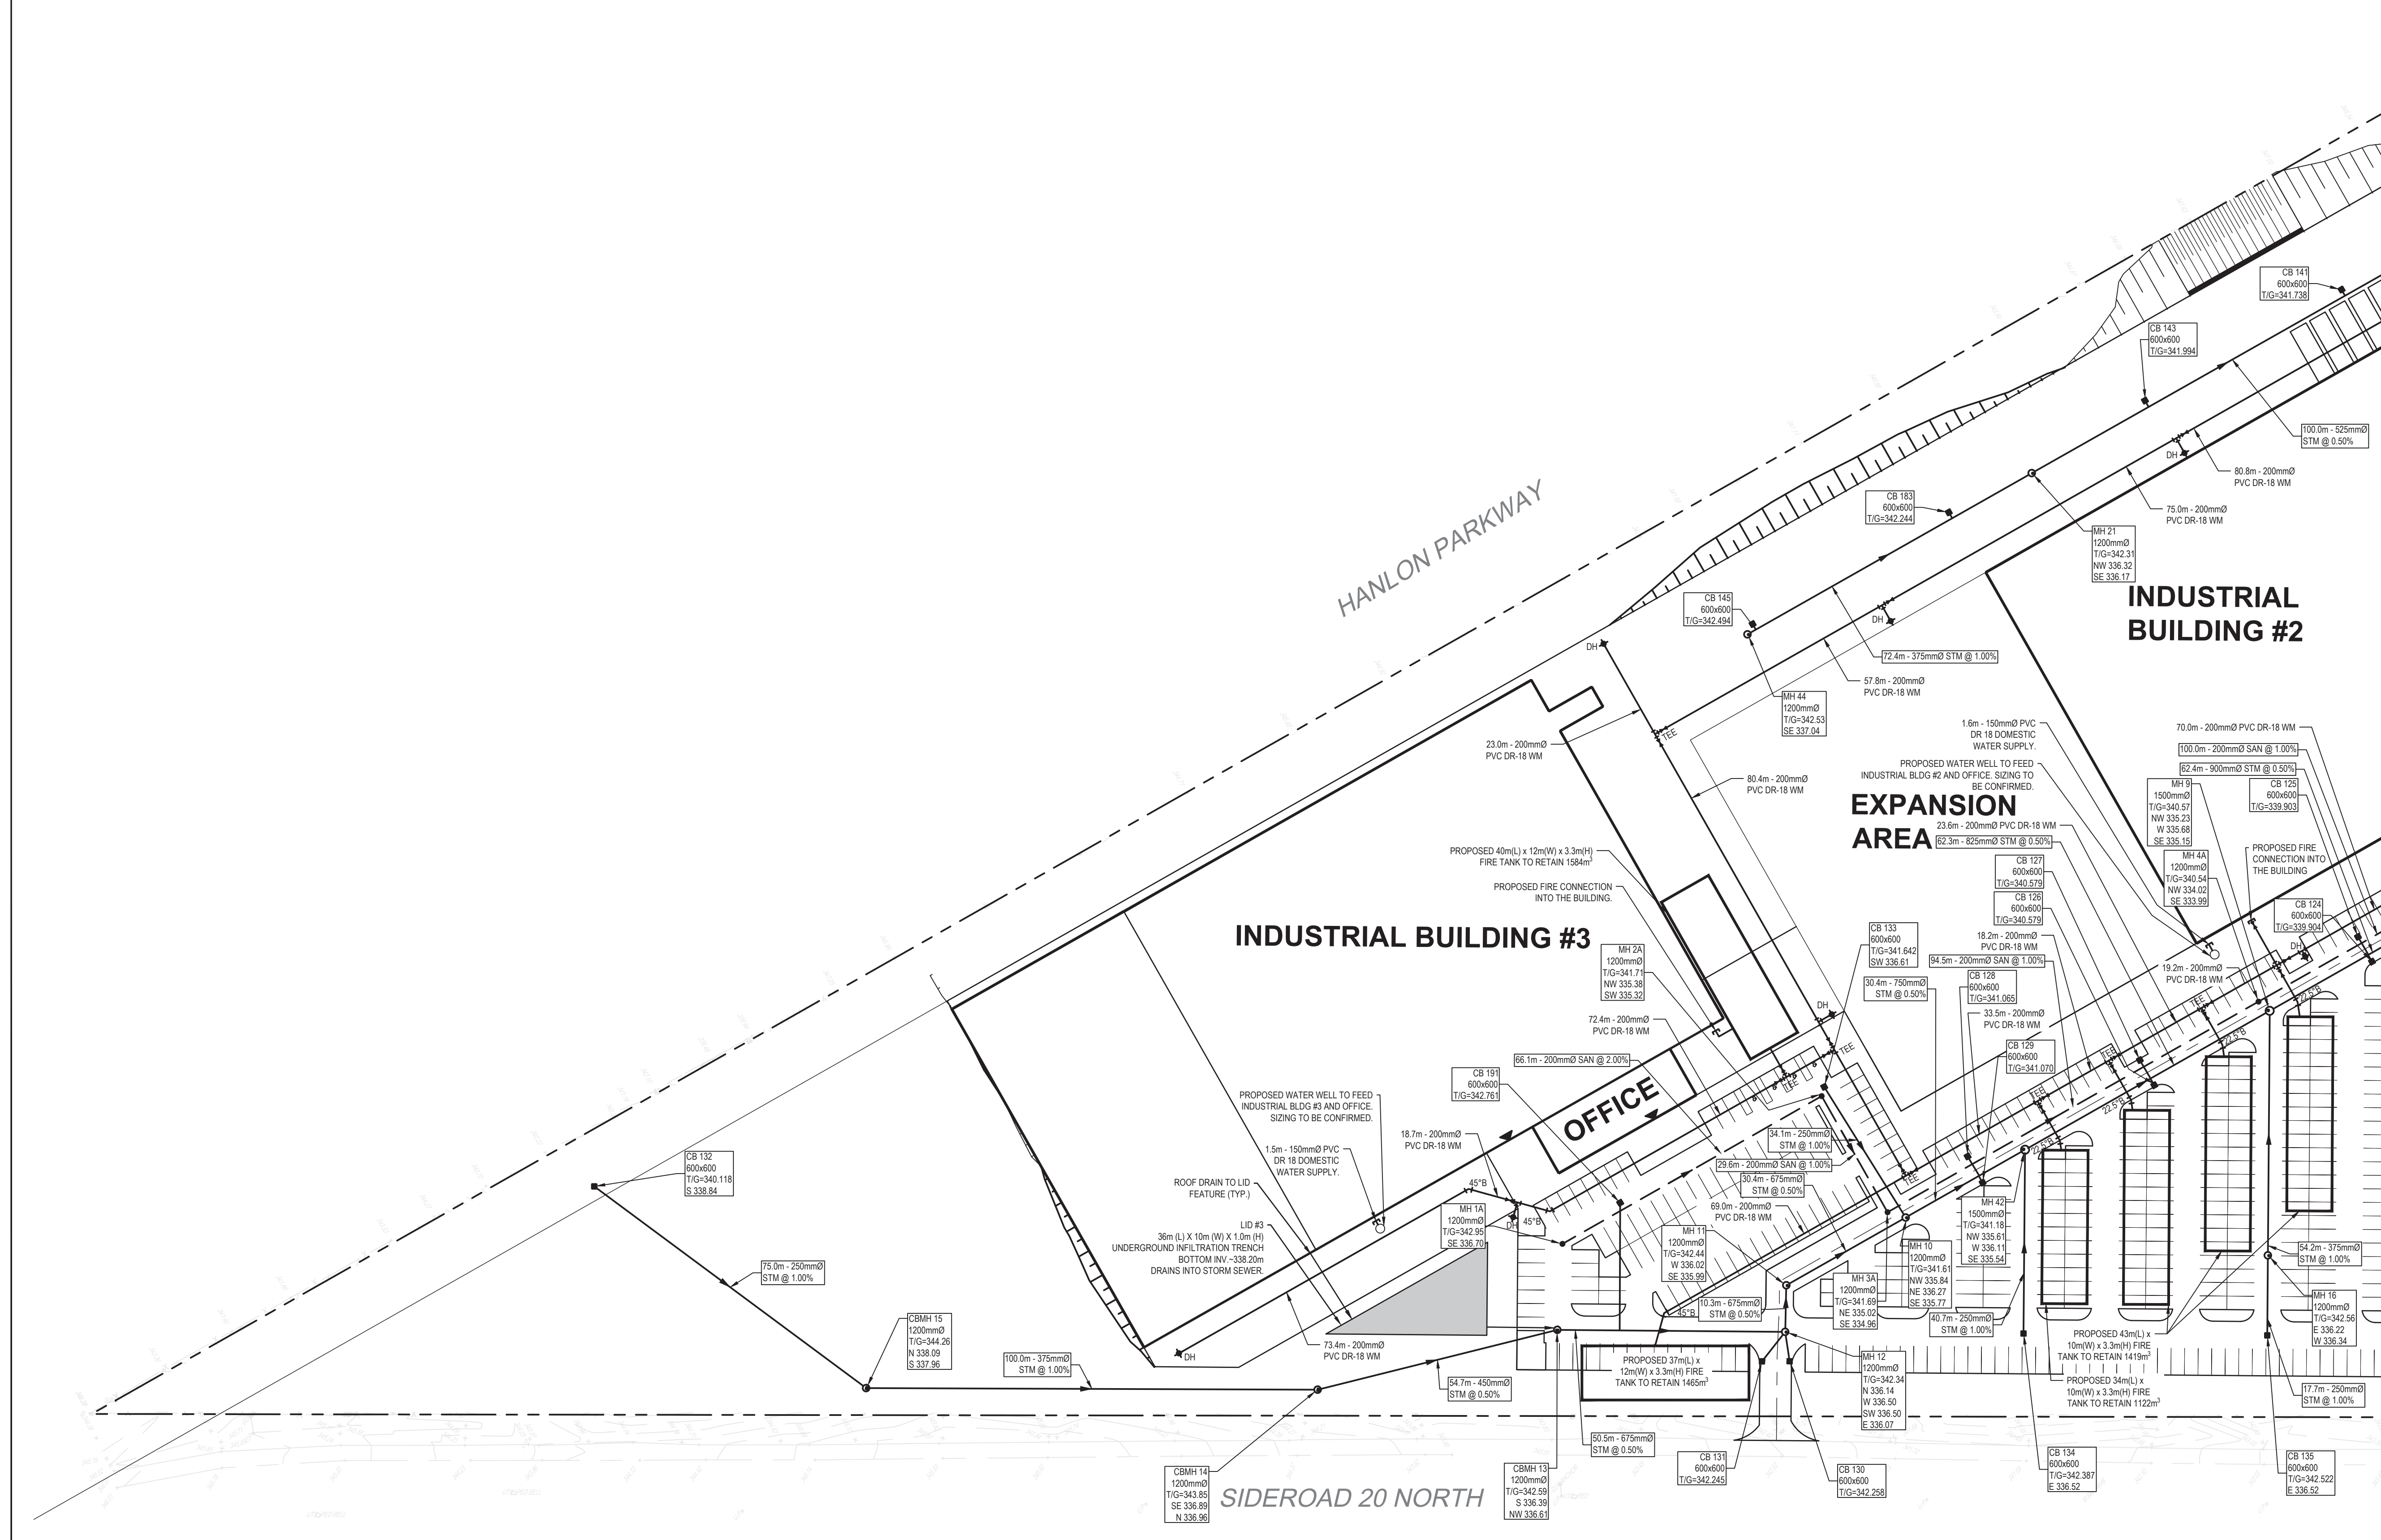 CB 141
600x600
T/G=341.738
CB 143
600x600
T/G=341.994
100.0m - 525mmØ
STM @ 0.50%
DH
80.8m - 200mmØ
PVC DR-18 WM
75.0m - 200mmØ
PVC DR-18 WM
CB 183
600x600
T/G=342.244
MH 21
1200mmØ
T/G=342.31
NW 336.32
SE 336.17
HANLON PARKWAY
INDUSTRIAL
BUILDING #2
CB 145
600x600
T/G=342.494
DH
DH
72.4m - 375mmØ STM @ 1.00%
57.8m - 200mmØ
PVC DR-18 WM
MH 44
1200mmØ
T/G=342.53
SE 337.04
TEE
23.0m - 200mmØ
PVC DR-18 WM
80.4m - 200mmØ
PVC DR-18 WM
1.6m - 150mmØ PVC
DR 18 DOMESTIC
WATER SUPPLY.
PROPOSED WATER WELL TO FEED
INDUSTRIAL BLDG #2 AND OFFICE. SIZING TO
BE CONFIRMED.
70.0m - 200mmØ PVC DR-18 WM
100.0m - 200mmØ SAN @ 1.00%
62.4m - 900mmØ STM @ 0.50%
CB 125
600x600
T/G=339.903
MH 9
1500mmØ
T/G=340.57
NW 335.23
W 335.68
SE 335.15
EXPANSION
AREA
23.6m - 200mmØ PVC DR-18 WM
62.3m - 825mmØ STM @ 0.50%
MH 4A
1200mmØ
T/G=340.54
NW 334.02
SE 333.99
PROPOSED FIRE
CONNECTION INTO
THE BUILDING
CB 127
600x600
T/G=340.579
CB 126
600x600
T/G=340.579
CB 124
600x600
T/G=339.904
DH
PROPOSED 40m(L) x 12m(W) x 3.3m(H)
FIRE TANK TO RETAIN 1584m³
PROPOSED FIRE CONNECTION
INTO THE BUILDING.
INDUSTRIAL BUILDING #3
MH 2A
1200mmØ
T/G=341.71
NW 335.38
SW 335.32
CB 133
600x600
T/G=341.642
SW 336.61
18.2m - 200mmØ
PVC DR-18 WM
94.5m - 200mmØ SAN @ 1.00%
19.2m - 200mmØ
PVC DR-18 WM
30.4m - 750mmØ
STM @ 0.50%
CB 128
600x600
T/G=341.065
33.5m - 200mmØ
PVC DR-18 WM
CB 129
600x600
T/G=341.070
DH
TEE
TEE
TEE
TEE
TEE
TEE
22.5°B
22.5°B
22.5°B
22.5°B
72.4m - 200mmØ
PVC DR-18 WM
66.1m - 200mmØ SAN @ 2.00%
CB 191
600x600
T/G=342.761
OFFICE
PROPOSED WATER WELL TO FEED
INDUSTRIAL BLDG #3 AND OFFICE.
SIZING TO BE CONFIRMED.
1.5m - 150mmØ PVC
DR 18 DOMESTIC
WATER SUPPLY.
18.7m - 200mmØ
PVC DR-18 WM
34.1m - 250mmØ
STM @ 1.00%
29.6m - 200mmØ SAN @ 1.00%
30.4m - 675mmØ
STM @ 0.50%
69.0m - 200mmØ
PVC DR-18 WM
ROOF DRAIN TO LID
FEATURE (TYP.)
LID #3
36m (L) X 10m (W) X 1.0m (H)
UNDERGROUND INFILTRATION TRENCH
BOTTOM INV.~338.20m
DRAINS INTO STORM SEWER.
45°B
45°B
DH
MH 1A
1200mmØ
T/G=342.95
SE 336.70
CB 132
600x600
T/G=340.118
S 338.84
75.0m - 250mmØ
STM @ 1.00%
MH 11
1200mmØ
T/G=342.44
W 336.02
SE 335.99
MH 42
1500mmØ
T/G=341.18
NW 335.61
W 336.11
SE 335.54
MH 10
1200mmØ
T/G=341.61
NW 335.84
NE 336.27
SE 335.77
MH 3A
1200mmØ
T/G=341.69
NE 335.02
SE 334.96
54.2m - 375mmØ
STM @ 1.00%
MH 16
1200mmØ
T/G=342.56
E 336.22
W 336.34
10.3m - 675mmØ
STM @ 0.50%
45°B
40.7m - 250mmØ
STM @ 1.00%
CBMH 15
1200mmØ
T/G=344.26
N 338.09
S 337.96
100.0m - 375mmØ
STM @ 1.00%
DH
73.4m - 200mmØ
PVC DR-18 WM
54.7m - 450mmØ
STM @ 0.50%
PROPOSED 37m(L) x
12m(W) x 3.3m(H) FIRE
TANK TO RETAIN 1465m³
MH 12
1200mmØ
T/G=342.34
N 336.14
W 336.50
SW 336.50
E 336.07
PROPOSED 43m(L) x
10m(W) x 3.3m(H) FIRE
TANK TO RETAIN 1419m³
PROPOSED 34m(L) x
10m(W) x 3.3m(H) FIRE
TANK TO RETAIN 1122m³
17.7m - 250mmØ
STM @ 1.00%
50.5m - 675mmØ
STM @ 0.50%
CB 131
600x600
T/G=342.245
CB 130
600x600
T/G=342.258
CB 134
600x600
T/G=342.387
E 336.52
CB 135
600x600
T/G=342.522
E 336.52
CBMH 14
1200mmØ
T/G=343.85
SE 336.89
N 336.96
SIDEROAD 20 NORTH
CBMH 13
1200mmØ
T/G=342.59
S 336.39
NW 336.61